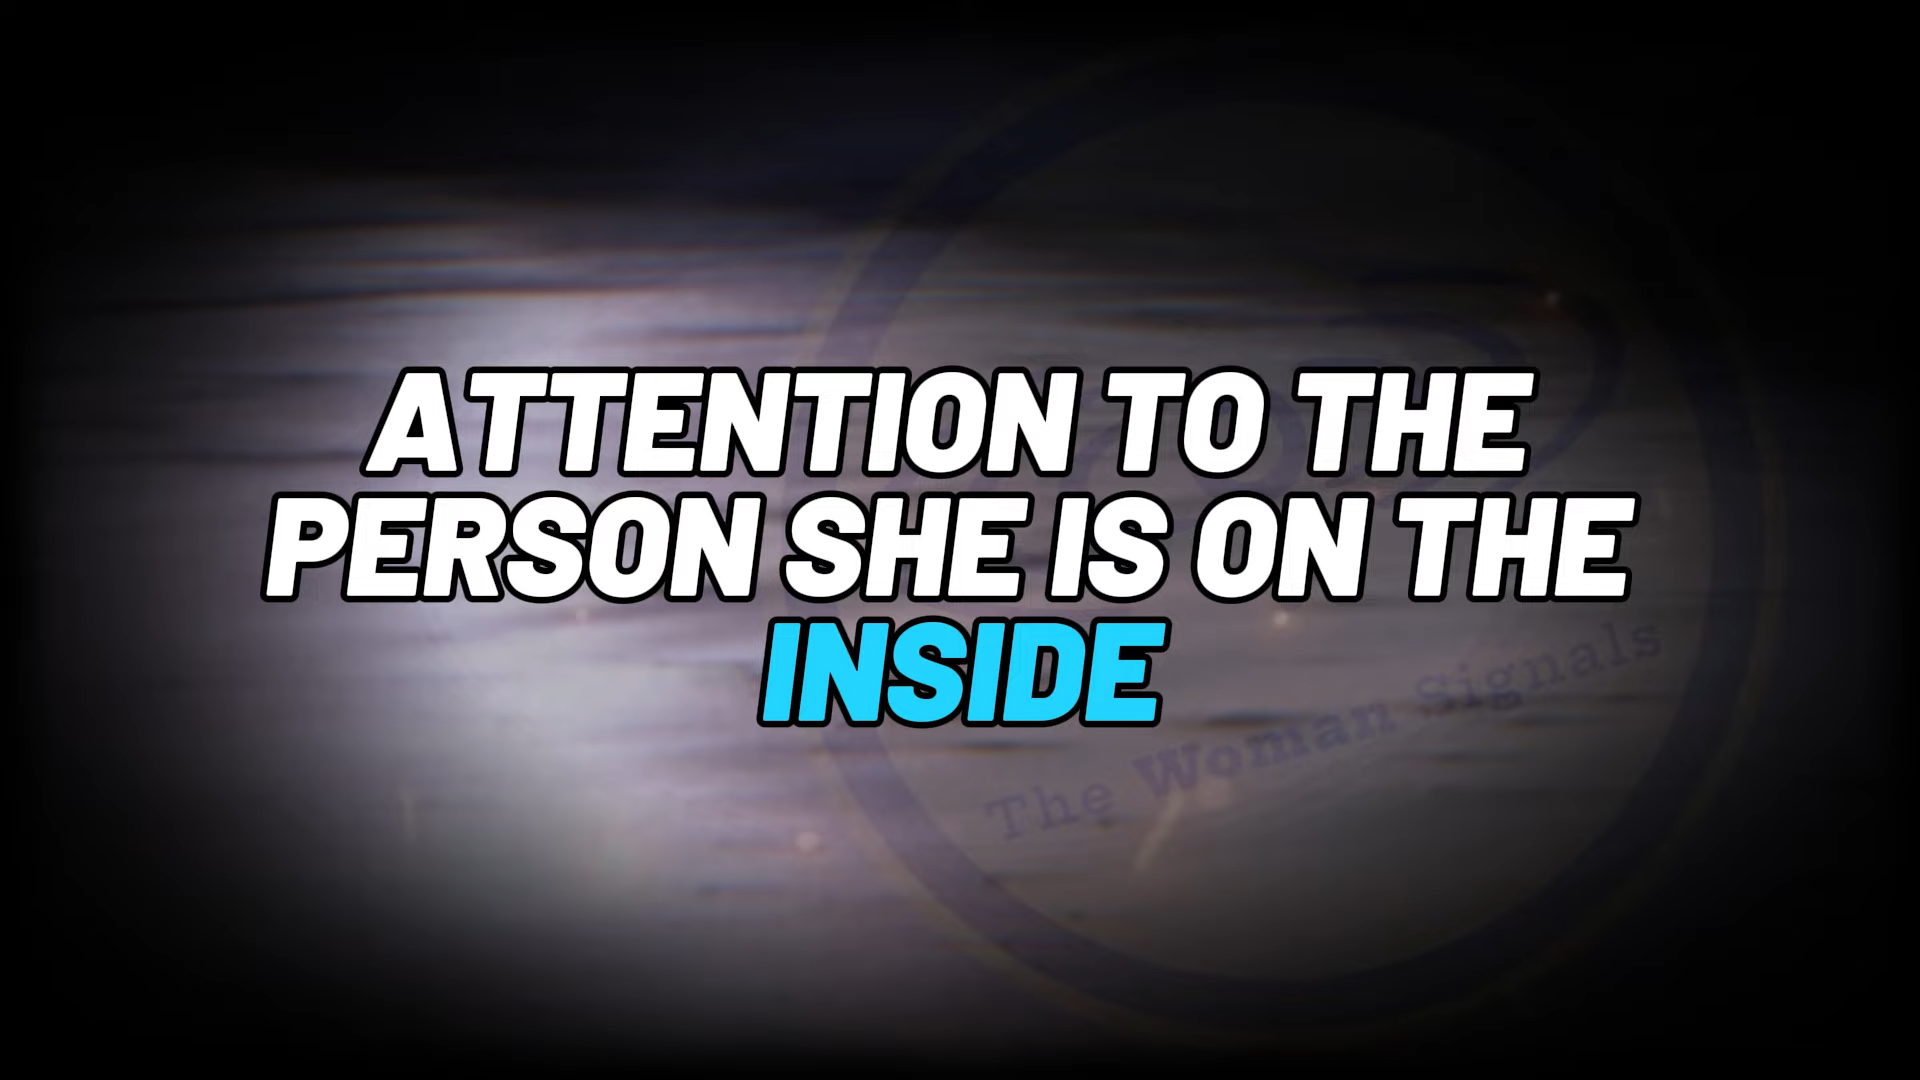 ATTENTION TO THE
PERSON SHE IS ON THE
INSIDE
The Woman Signals